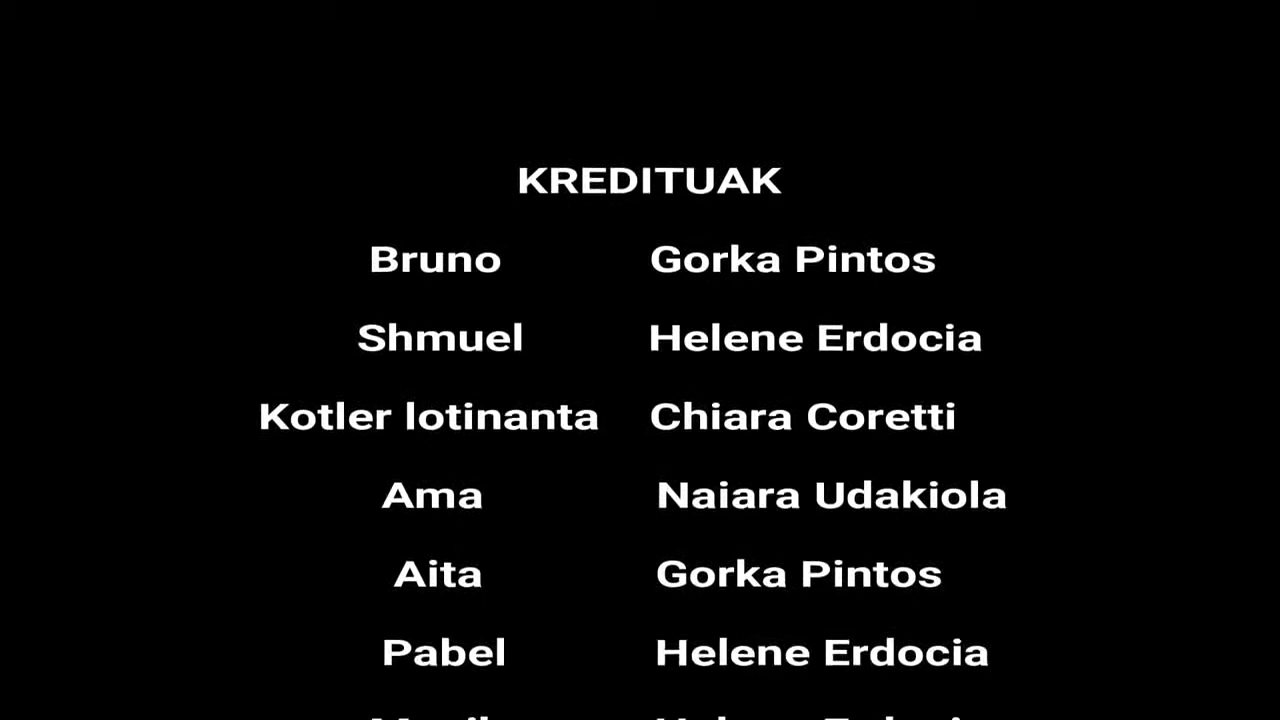 KREDITUAK
Bruno Gorka Pintos
Shmuel Helene Erdocia
Kotler lotinanta Chiara Coretti
Ama Naiara Udakiola
Aita Gorka Pintos
Pabel Helene Erdocia